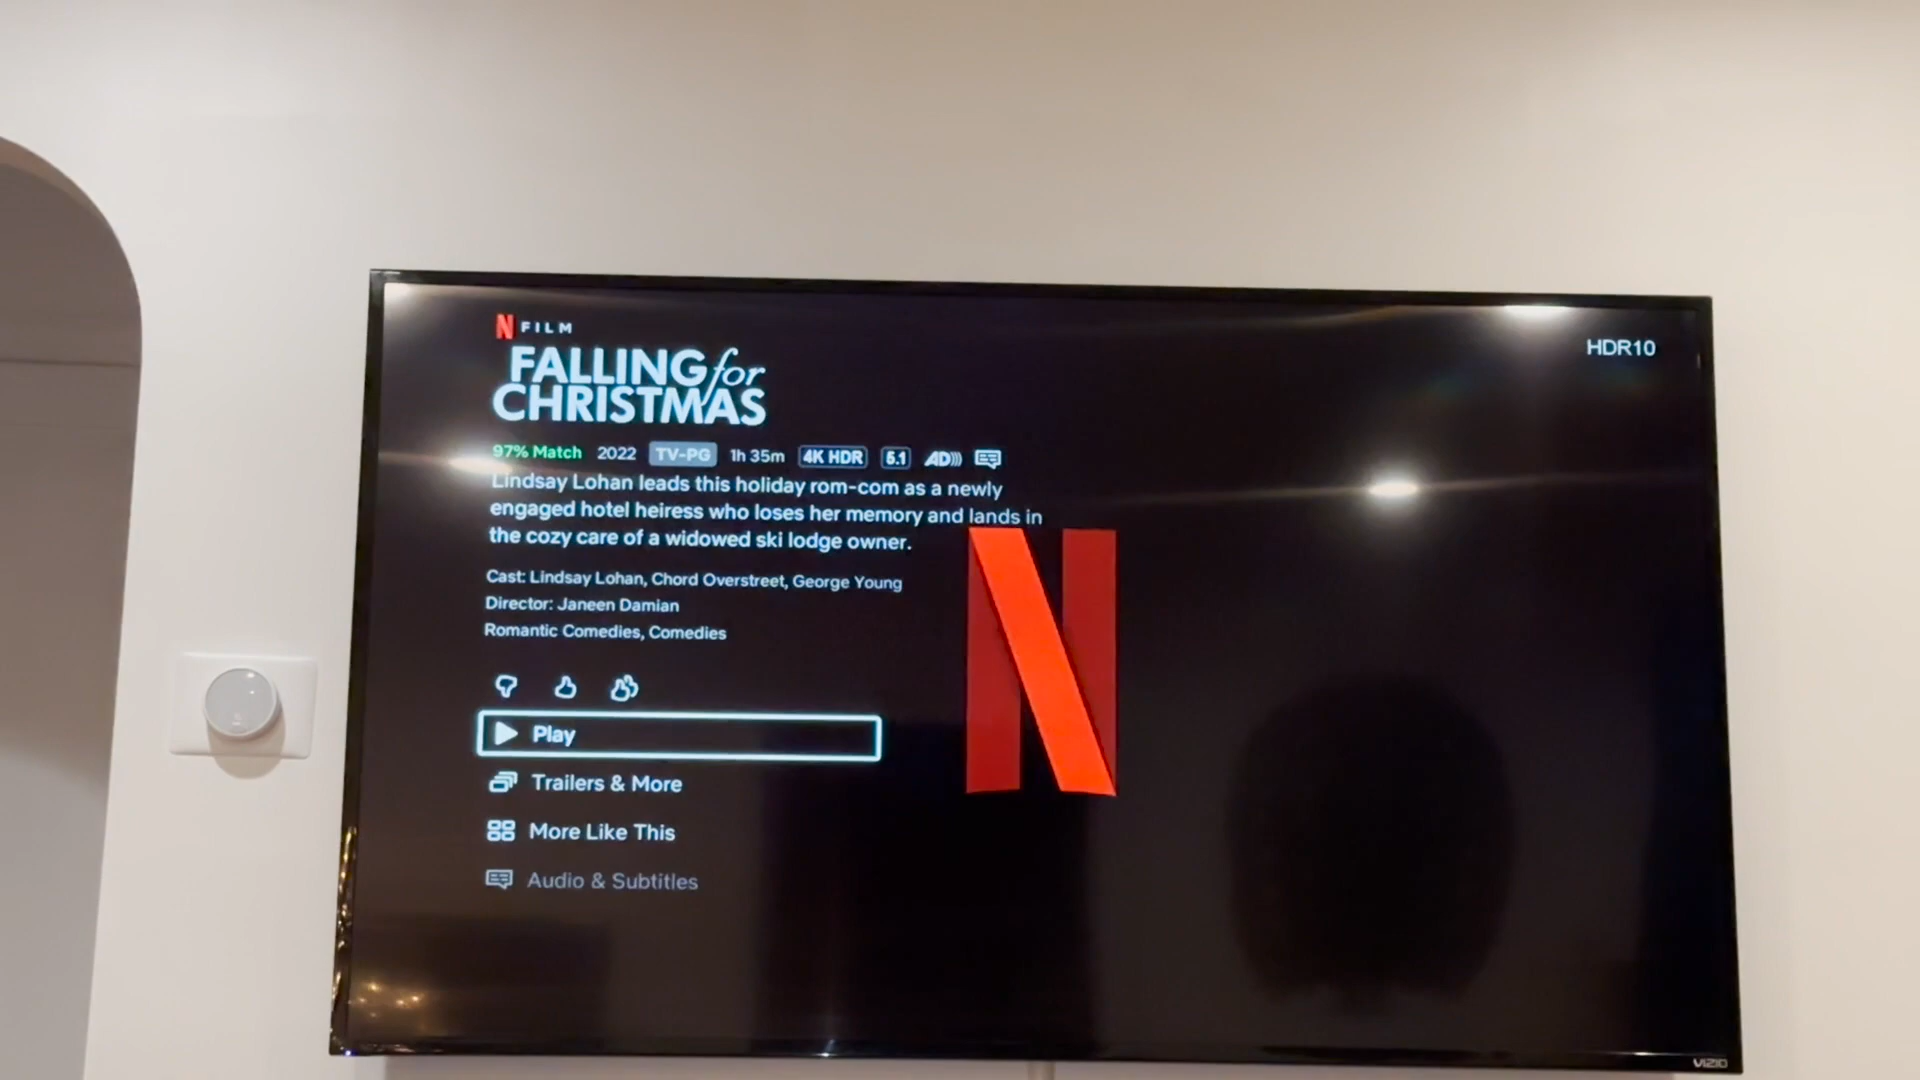 N FILM
FALLING for
CHRISTMAS
97% Match 2022 TV-PG 1h 35m 4K HDR 5.1 AD)))
Lindsay Lohan leads this holiday rom-com as a newly
engaged hotel heiress who loses her memory and lands in
the cozy care of a widowed ski lodge owner.
Cast: Lindsay Lohan, Chord Overstreet, George Young
Director: Janeen Damian
Romantic Comedies, Comedies
Play
Trailers & More
More Like This
Audio & Subtitles
HDR10
N
VIZIO